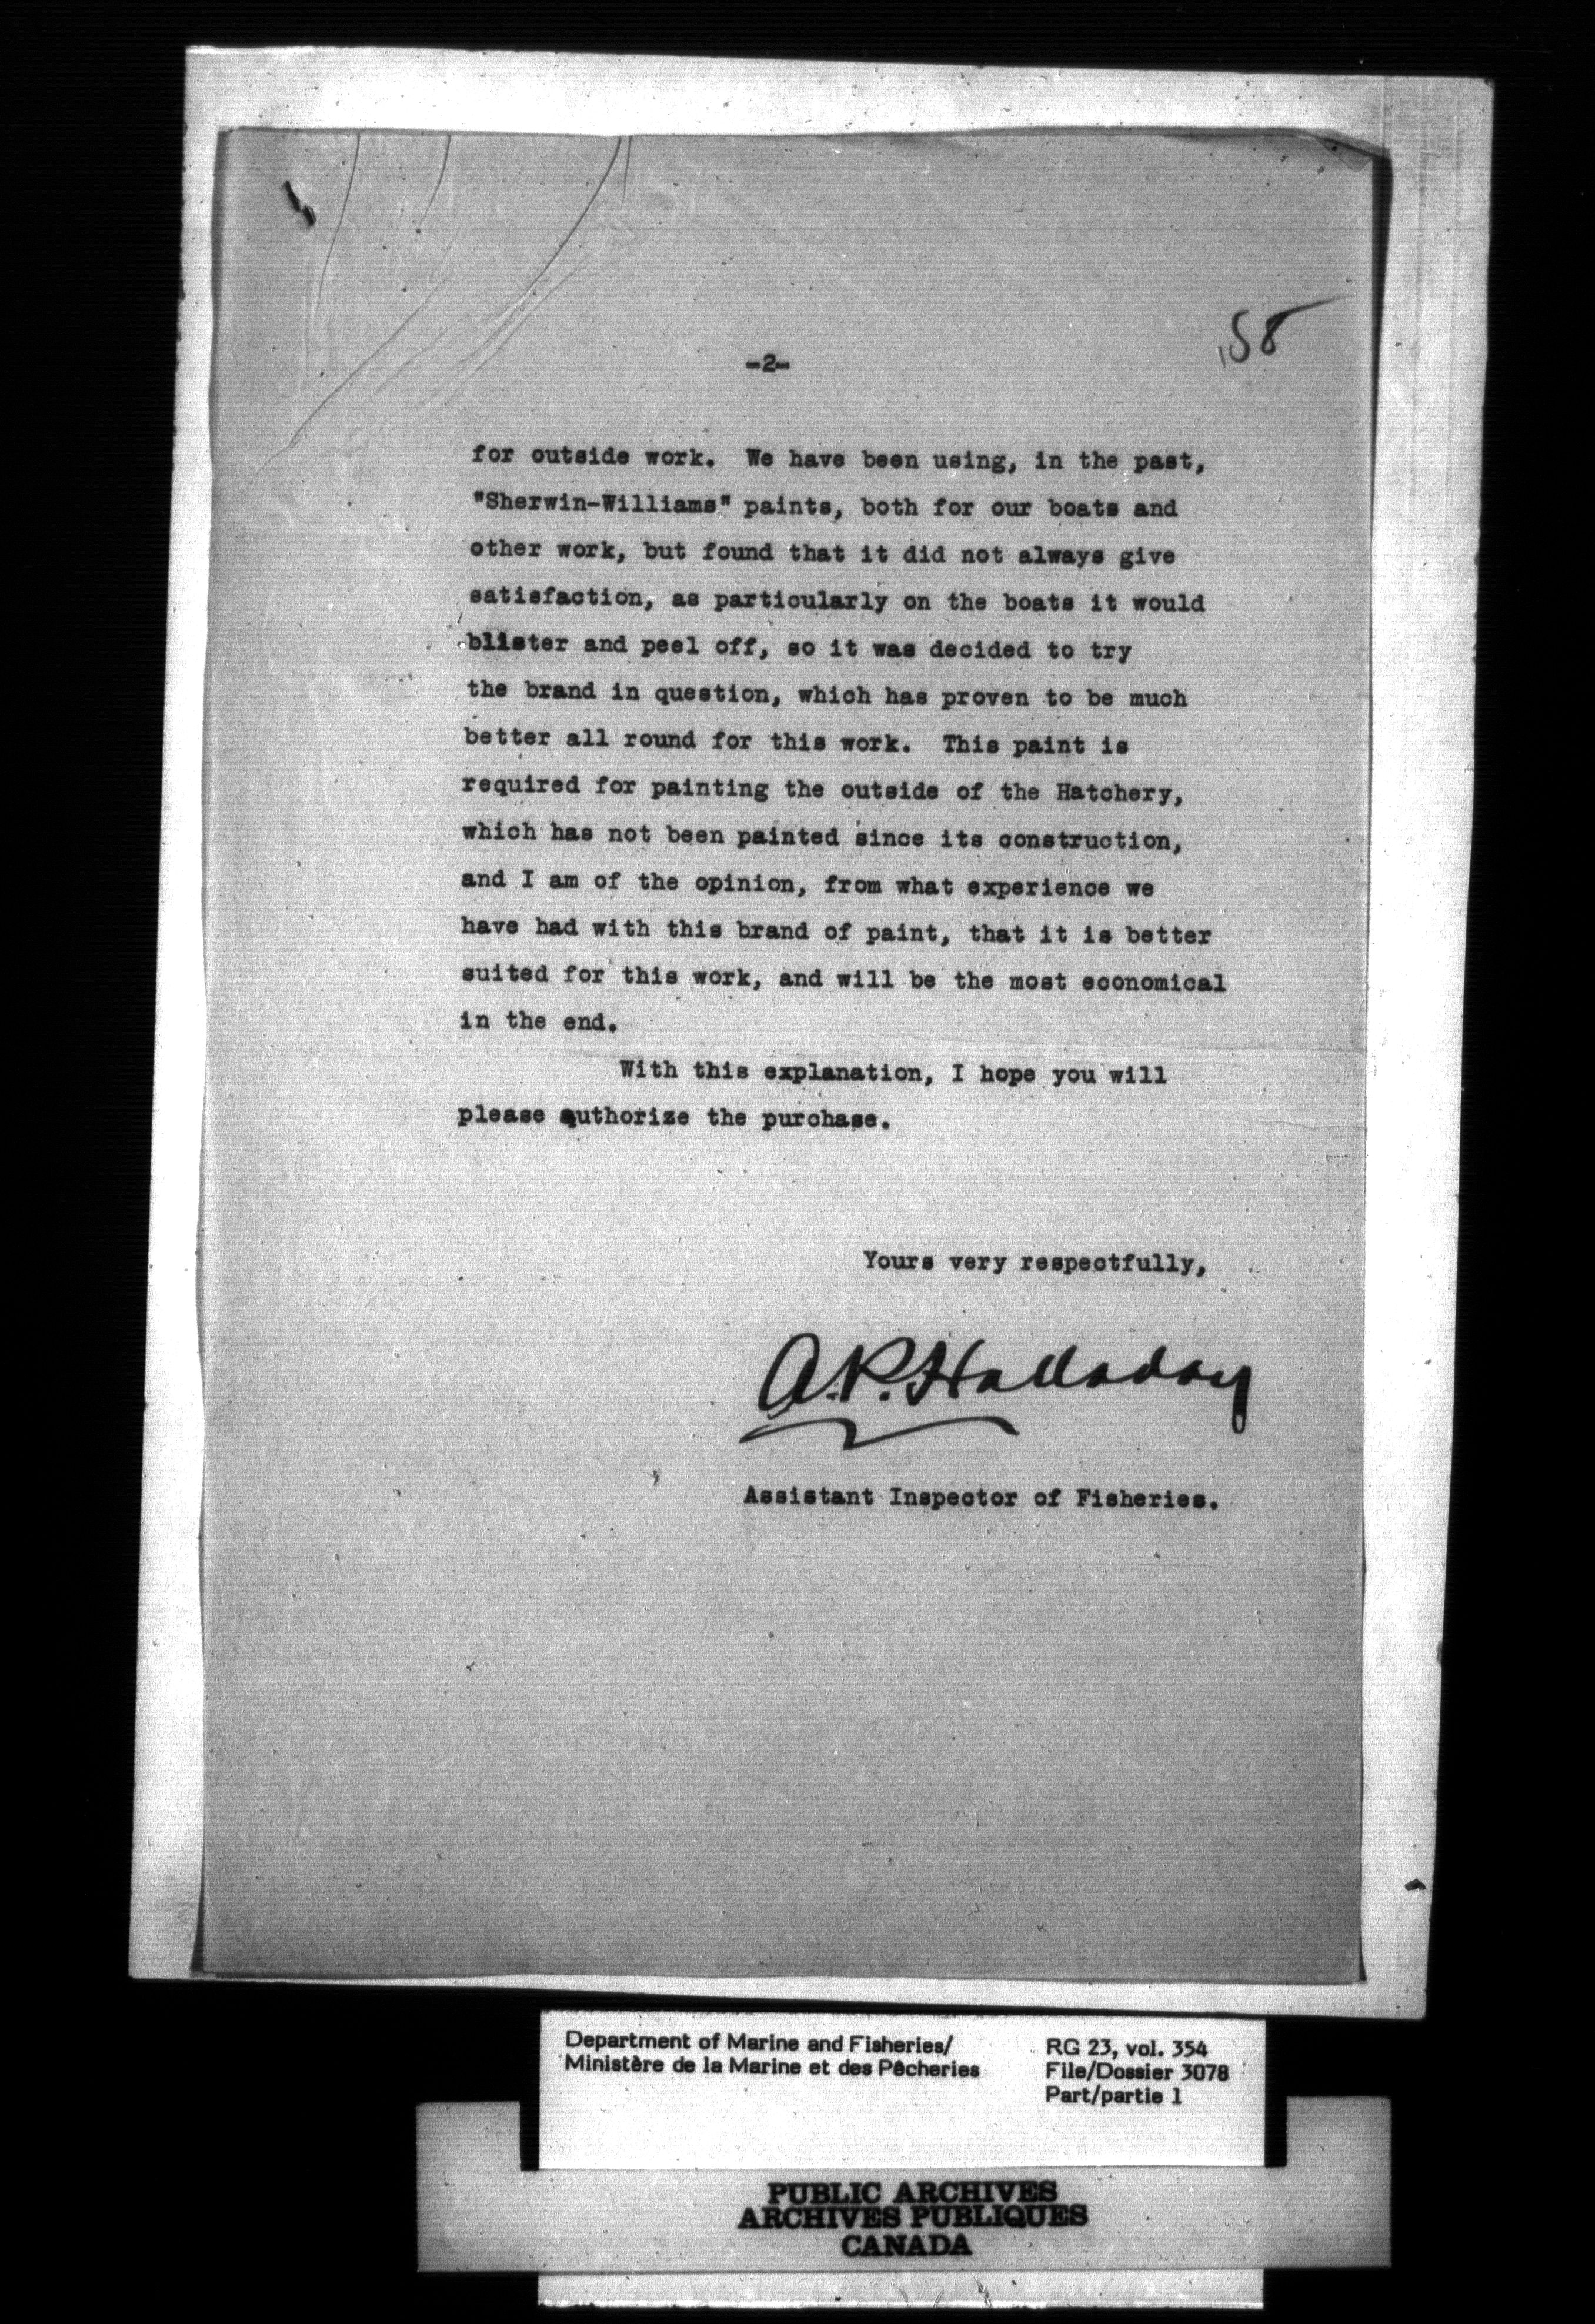 158
-2-
for outside work. We have been using, in the past,
"Sherwin-Williams" paints, both for our boats and
other work, but found that it did not always give
satisfaction, as particularly on the boats it would
blister and peel off, so it was decided to try
the brand in question, which has proven to be much
better all round for this work. This paint is
required for painting the outside of the Hatchery,
which has not been painted since its construction,
and I am of the opinion, from what experience we
have had with this brand of paint, that it is better
suited for this work, and will be the most economical
in the end.
With this explanation, I hope you will
please authorize the purchase.
Yours very respectfully,
A.P. Halladay
Assistant Inspector of Fisheries.
Department of Marine and Fisheries/
Ministère de la Marine et des Pêcheries
RG 23, vol. 354
File/Dossier 3078
Part/partie 1
PUBLIC ARCHIVES
ARCHIVES PUBLIQUES
CANADA